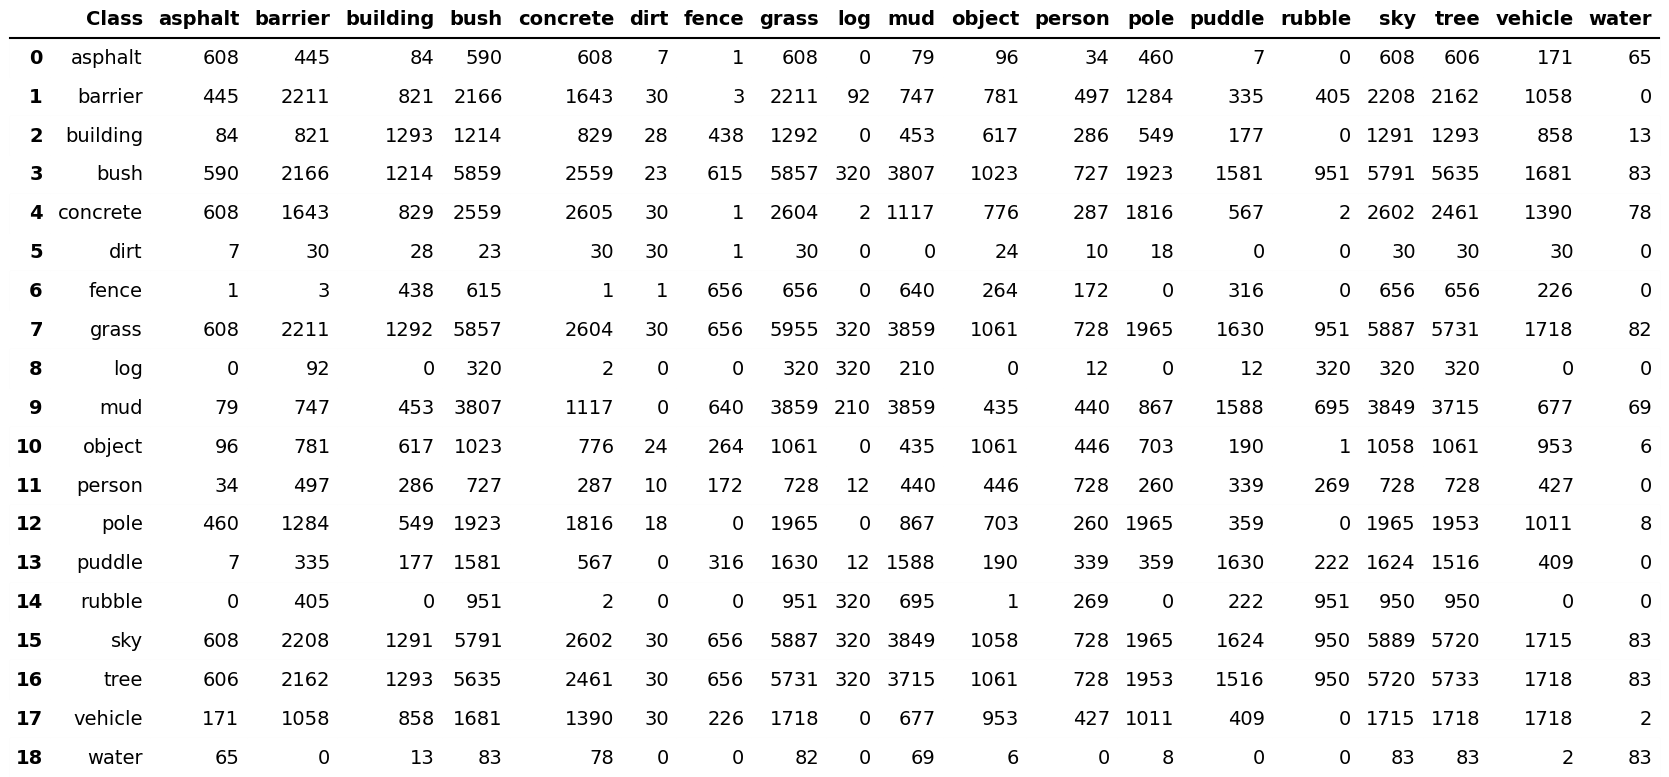 Class asphalt barrier building bush concrete dirt fence grass log mud object person pole puddle rubble sky tree vehicle water
0 asphalt 608 445 84 590 608 7 1 608 0 79 96 34 460 7 0 608 606 171 65
1 barrier 445 2211 821 2166 1643 30 3 2211 92 747 781 497 1284 335 405 2208 2162 1058 0
2 building 84 821 1293 1214 829 28 438 1292 0 453 617 286 549 177 0 1291 1293 858 13
3 bush 590 2166 1214 5859 2559 23 615 5857 320 3807 1023 727 1923 1581 951 5791 5635 1681 83
4 concrete 608 1643 829 2559 2605 30 1 2604 2 1117 776 287 1816 567 2 2602 2461 1390 78
5 dirt 7 30 28 23 30 30 1 30 0 0 24 10 18 0 0 30 30 30 0
6 fence 1 3 438 615 1 1 656 656 0 640 264 172 0 316 0 656 656 226 0
7 grass 608 2211 1292 5857 2604 30 656 5955 320 3859 1061 728 1965 1630 951 5887 5731 1718 82
8 log 0 92 0 320 2 0 0 320 320 210 0 12 0 12 320 320 320 0 0
9 mud 79 747 453 3807 1117 0 640 3859 210 3859 435 440 867 1588 695 3849 3715 677 69
10 object 96 781 617 1023 776 24 264 1061 0 435 1061 446 703 190 1 1058 1061 953 6
11 person 34 497 286 727 287 10 172 728 12 440 446 728 260 339 269 728 728 427 0
12 pole 460 1284 549 1923 1816 18 0 1965 0 867 703 260 1965 359 0 1965 1953 1011 8
13 puddle 7 335 177 1581 567 0 316 1630 12 1588 190 339 359 1630 222 1624 1516 409 0
14 rubble 0 405 0 951 2 0 0 951 320 695 1 269 0 222 951 950 950 0 0
15 sky 608 2208 1291 5791 2602 30 656 5887 320 3849 1058 728 1965 1624 950 5889 5720 1715 83
16 tree 606 2162 1293 5635 2461 30 656 5731 320 3715 1061 728 1953 1516 950 5720 5733 1718 83
17 vehicle 171 1058 858 1681 1390 30 226 1718 0 677 953 427 1011 409 0 1715 1718 1718 2
18 water 65 0 13 83 78 0 0 82 0 69 6 0 8 0 0 83 83 2 83